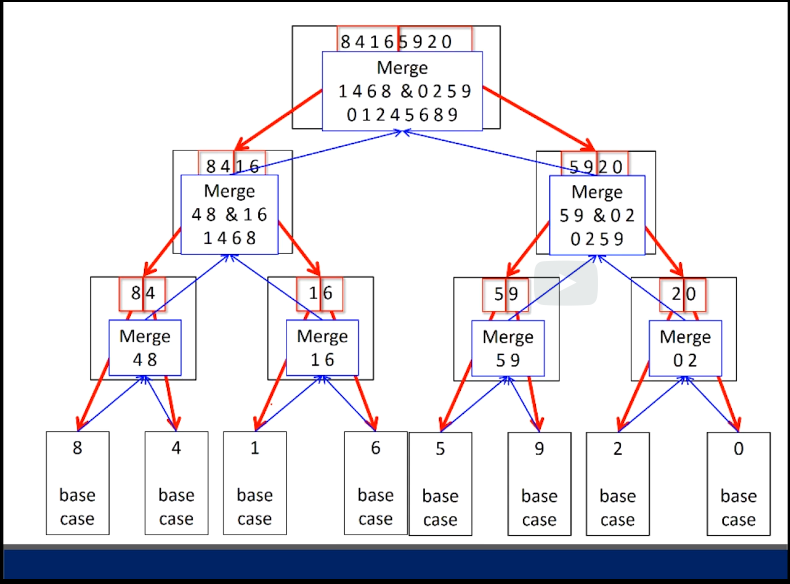 8 4 1 6 5 9 2 0
Merge
1 4 6 8 & 0 2 5 9
0 1 2 4 5 6 8 9
8 4 1 6
Merge
4 8 & 1 6
1 4 6 8
5 9 2 0
Merge
5 9 & 0 2
0 2 5 9
8 4
Merge
4 8
1 6
Merge
1 6
5 9
Merge
5 9
2 0
Merge
0 2
8
base
case
4
base
case
1
base
case
6
base
case
5
base
case
9
base
case
2
base
case
0
base
case